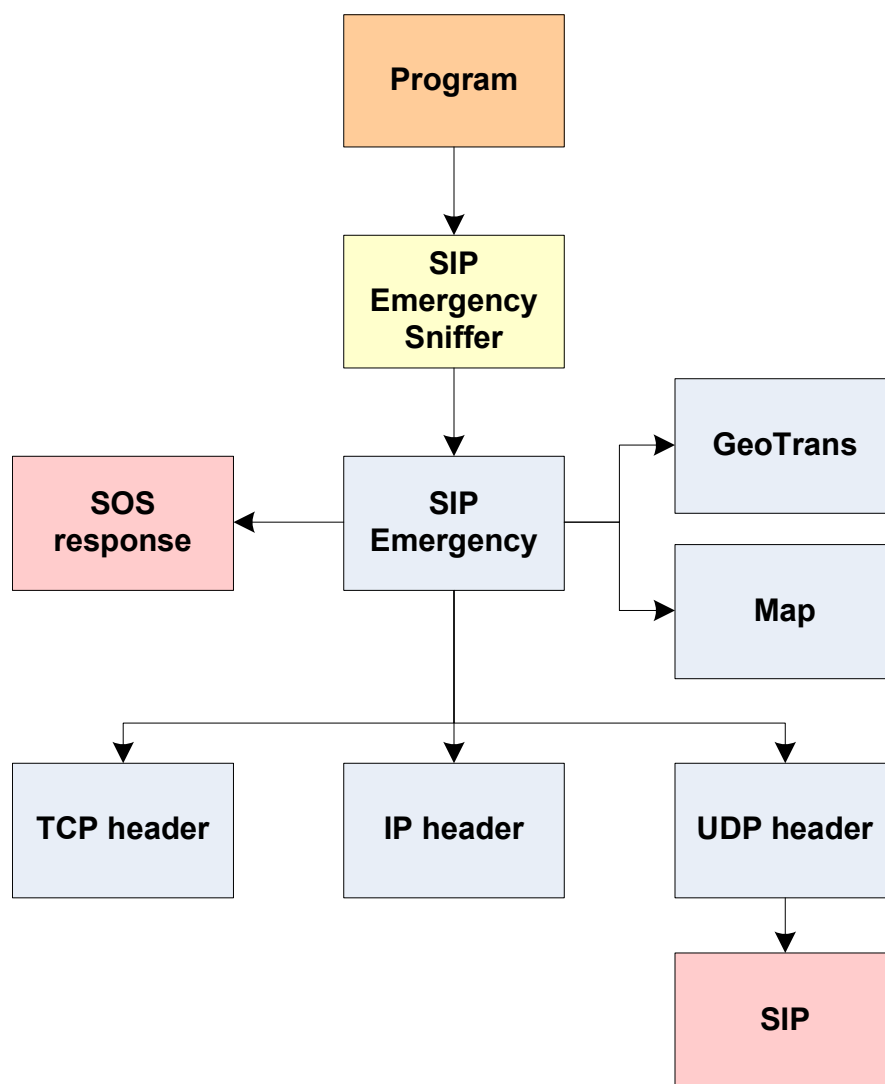 Program
SIP
Emergency
Sniffer
GeoTrans
SOS
response
SIP
Emergency
Map
TCP header
IP header
UDP header
SIP